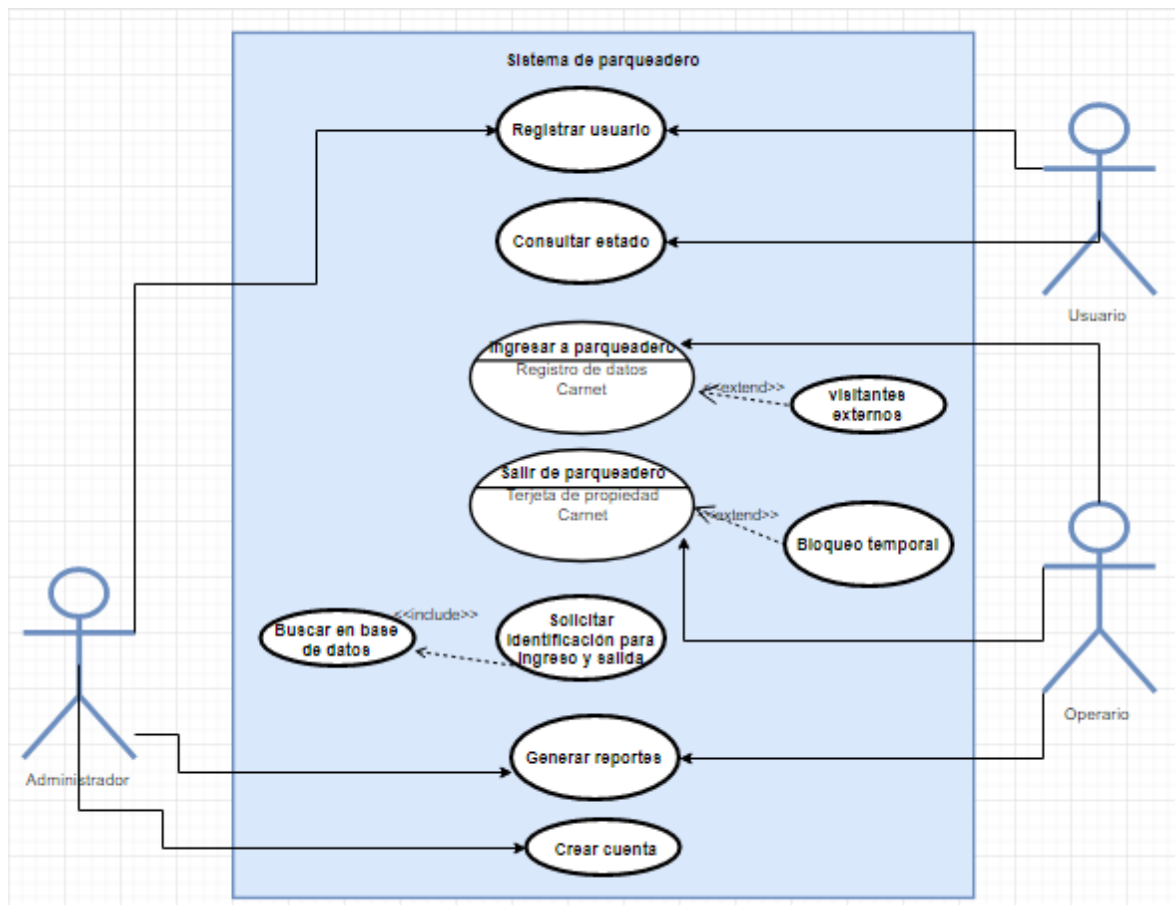 Sistema de parqueadero
Registrar usuario
Consultar estado
Usuario
Ingresar a parqueadero
Registro de datos
Carnet
<<extend>>
visitantes
externos
Salir de parqueadero
Terjeta de propiedad
Carnet
<<extend>>
Bloqueo temporal
<<include>>
Buscar en base
de datos
Solicitar
identificación para
ingreso y salida
Operario
Generar reportes
Administrador
Crear cuenta